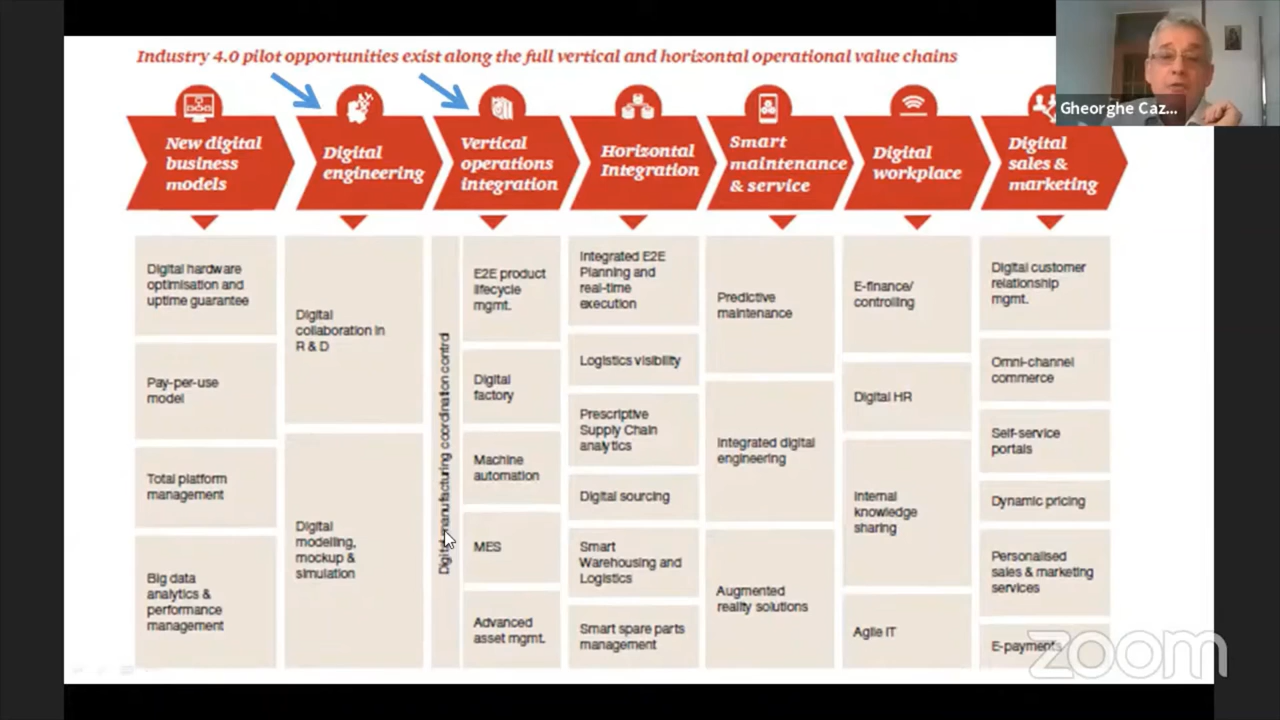 Industry 4.0 pilot opportunities exist along the full vertical and horizontal operational value chains
Gheorghe Caz...
New digital
business
models
Digital
engineering
Vertical
operations
integration
Horizontal
Integration
Smart
maintenance
& service
Digital
workplace
Digital
sales &
marketing
Digital hardware
optimisation and
uptime guarantee
Pay-per-use
model
Total platform
management
Big data
analytics &
performance
management
Digital
collaboration in
R & D
Digital
modelling,
mockup &
simulation
Digital manufacturing coordination control
E2E product
lifecycle
mgmt.
Digital
factory
Machine
automation
MES
Advanced
asset mgmt.
Integrated E2E
Planning and
real-time
execution
Logistics visibility
Prescriptive
Supply Chain
analytics
Digital sourcing
Smart
Warehousing and
Logistics
Smart spare parts
management
Predictive
maintenance
Integrated digital
engineering
Augmented
reality solutions
E-finance/
controlling
Digital HR
Internal
knowledge
sharing
Agile IT
Digital customer
relationship
mgmt.
Omni-channel
commerce
Self-service
portals
Dynamic pricing
Personalised
sales & marketing
services
E-payments
zoom